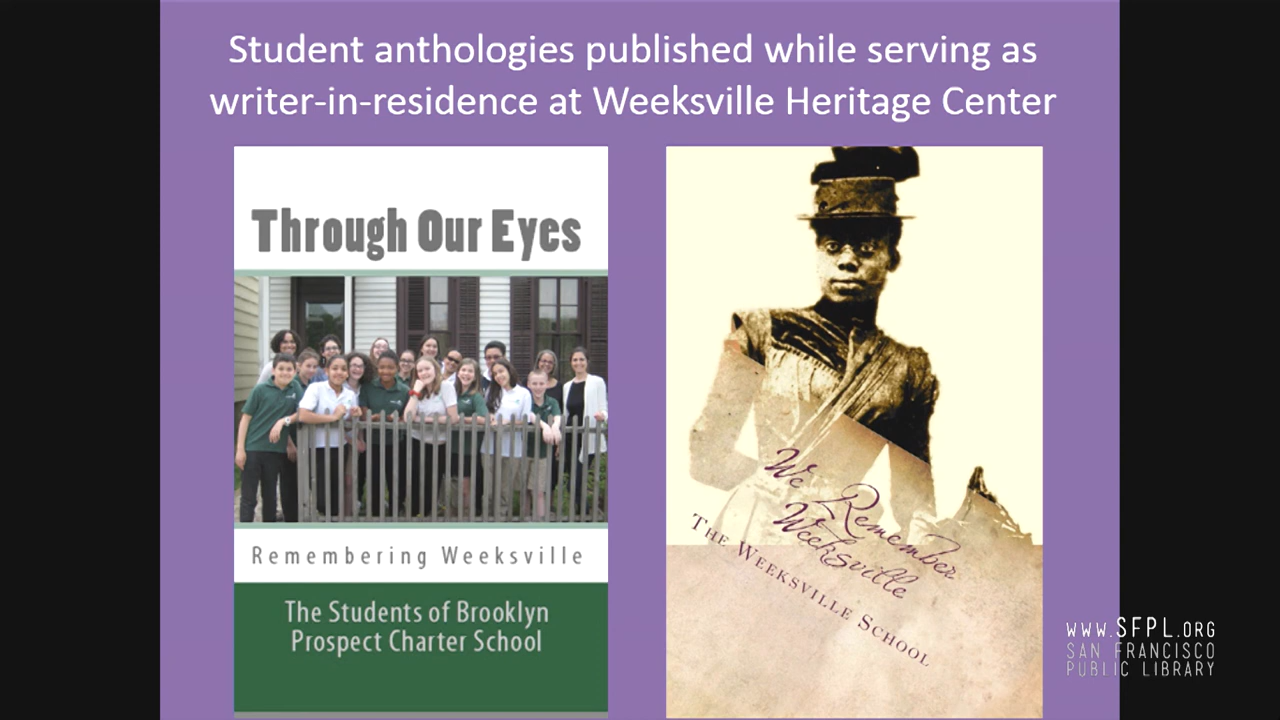 Student anthologies published while serving as
writer-in-residence at Weeksville Heritage Center
Through Our Eyes
Remembering Weeksville
The Students of Brooklyn
Prospect Charter School
We Remember
Weeksville
The Weeksville School
www.SFPL.org
San Francisco
Public Library